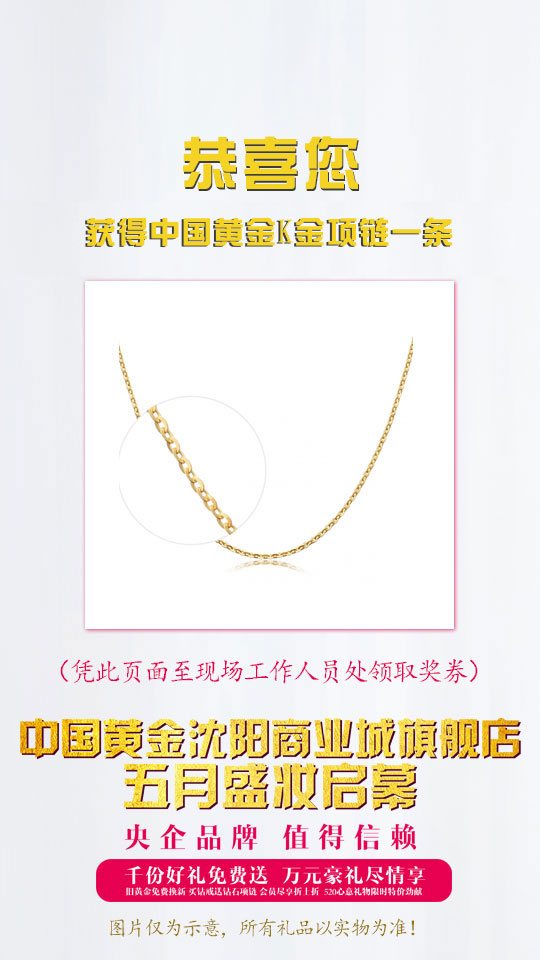 恭喜您
获得中国黄金K金项链一条
（凭此页面至现场工作人员处领取奖券）
中国黄金沈阳商业城旗舰店
五月盛妆启幕
央企品牌 值得信赖
千份好礼免费送 万元豪礼尽情享
旧黄金免费换新 买钻戒送钻石项链 会员尽享折上折 520心意礼物限时特价劲献
图片仅为示意，所有礼品以实物为准！